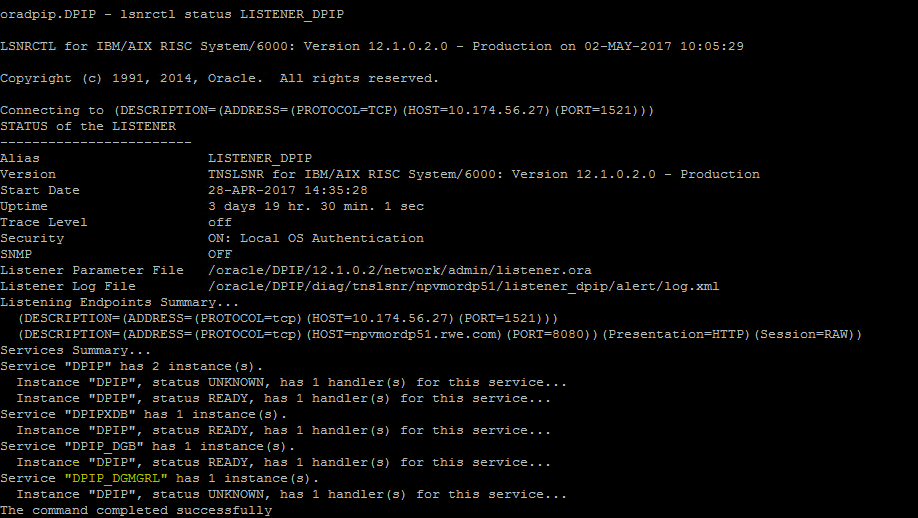 oradpip.DPIP - lsnrctl status LISTENER_DPIP
LSNRCTL for IBM/AIX RISC System/6000: Version 12.1.0.2.0 - Production on 02-MAY-2017 10:05:29
Copyright (c) 1991, 2014, Oracle.  All rights reserved.
Connecting to (DESCRIPTION=(ADDRESS=(PROTOCOL=TCP)(HOST=10.174.56.27)(PORT=1521)))
STATUS of the LISTENER
------------------------
Alias                     LISTENER_DPIP
Version                   TNSLSNR for IBM/AIX RISC System/6000: Version 12.1.0.2.0 - Production
Start Date                28-APR-2017 14:35:28
Uptime                    3 days 19 hr. 30 min. 1 sec
Trace Level               off
Security                  ON: Local OS Authentication
SNMP                      OFF
Listener Parameter File   /oracle/DPIP/12.1.0.2/network/admin/listener.ora
Listener Log File         /oracle/DPIP/diag/tnslsnr/npvmordp51/listener_dpip/alert/log.xml
Listening Endpoints Summary...
  (DESCRIPTION=(ADDRESS=(PROTOCOL=tcp)(HOST=10.174.56.27)(PORT=1521)))
  (DESCRIPTION=(ADDRESS=(PROTOCOL=tcp)(HOST=npvmordp51.rwe.com)(PORT=8080))(Presentation=HTTP)(Session=RAW))
Services Summary...
Service "DPIP" has 2 instance(s).
  Instance "DPIP", status UNKNOWN, has 1 handler(s) for this service...
  Instance "DPIP", status READY, has 1 handler(s) for this service...
Service "DPIPXDB" has 1 instance(s).
  Instance "DPIP", status READY, has 1 handler(s) for this service...
Service "DPIP_DGB" has 1 instance(s).
  Instance "DPIP", status READY, has 1 handler(s) for this service...
Service "DPIP_DGMGRL" has 1 instance(s).
  Instance "DPIP", status UNKNOWN, has 1 handler(s) for this service...
The command completed successfully